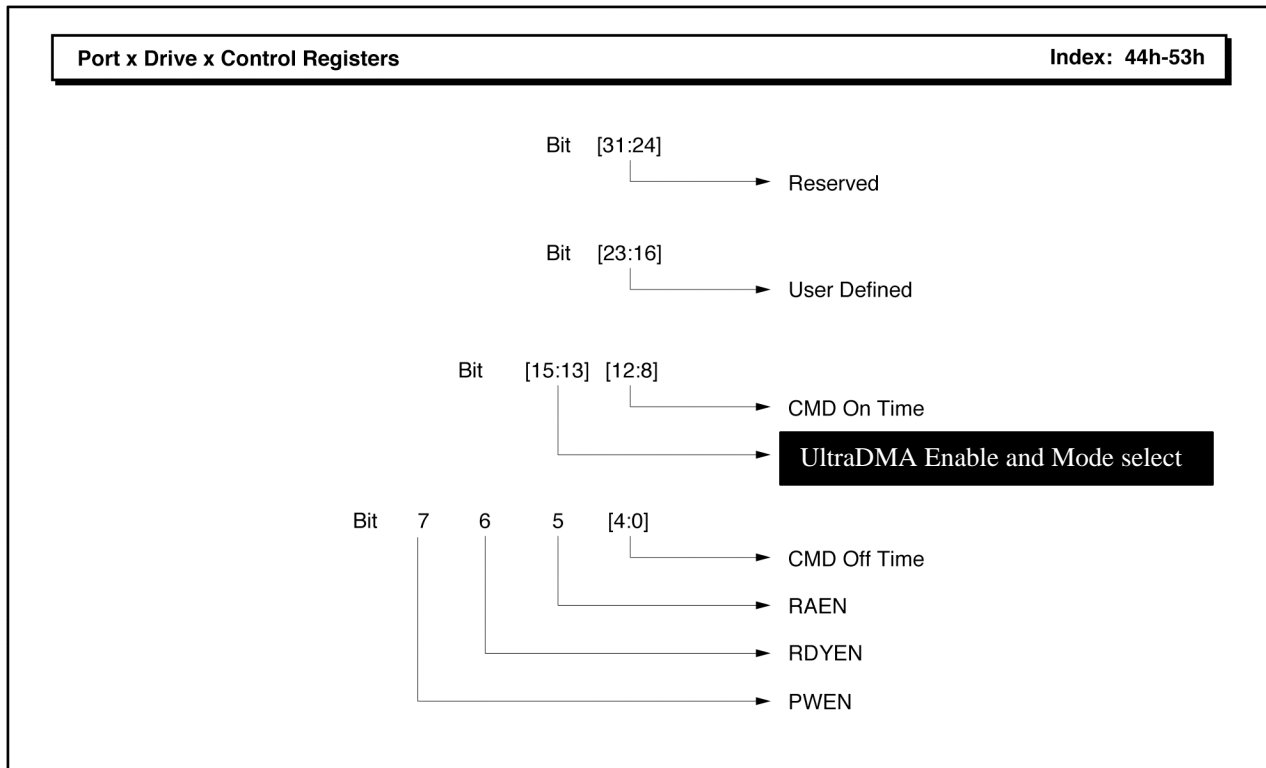 Port x Drive x Control Registers Index: 44h-53h
Bit [31:24]
Reserved
Bit [23:16]
User Defined
Bit [15:13] [12:8]
CMD On Time
UltraDMA Enable and Mode select
Bit 7 6 5 [4:0]
CMD Off Time
RAEN
RDYEN
PWEN